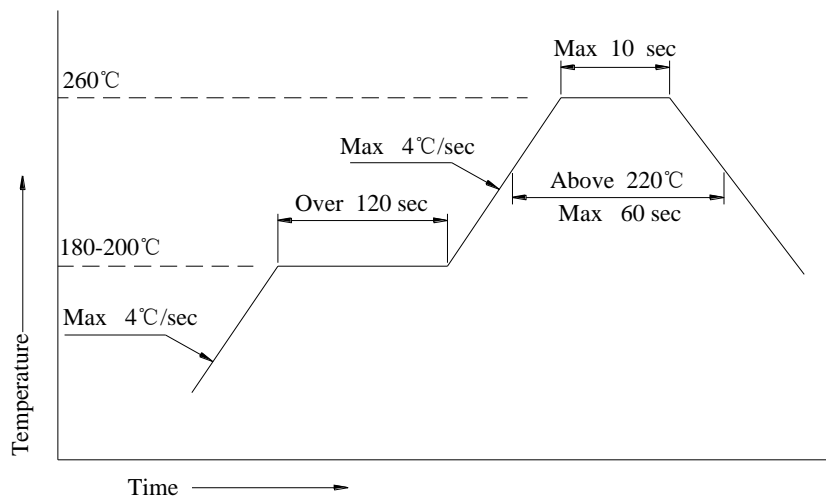 Max 10 sec
260℃
Max 4℃/sec
Above 220℃
Over 120 sec
Max 60 sec
180-200℃
Max 4℃/sec
Temperature
Time